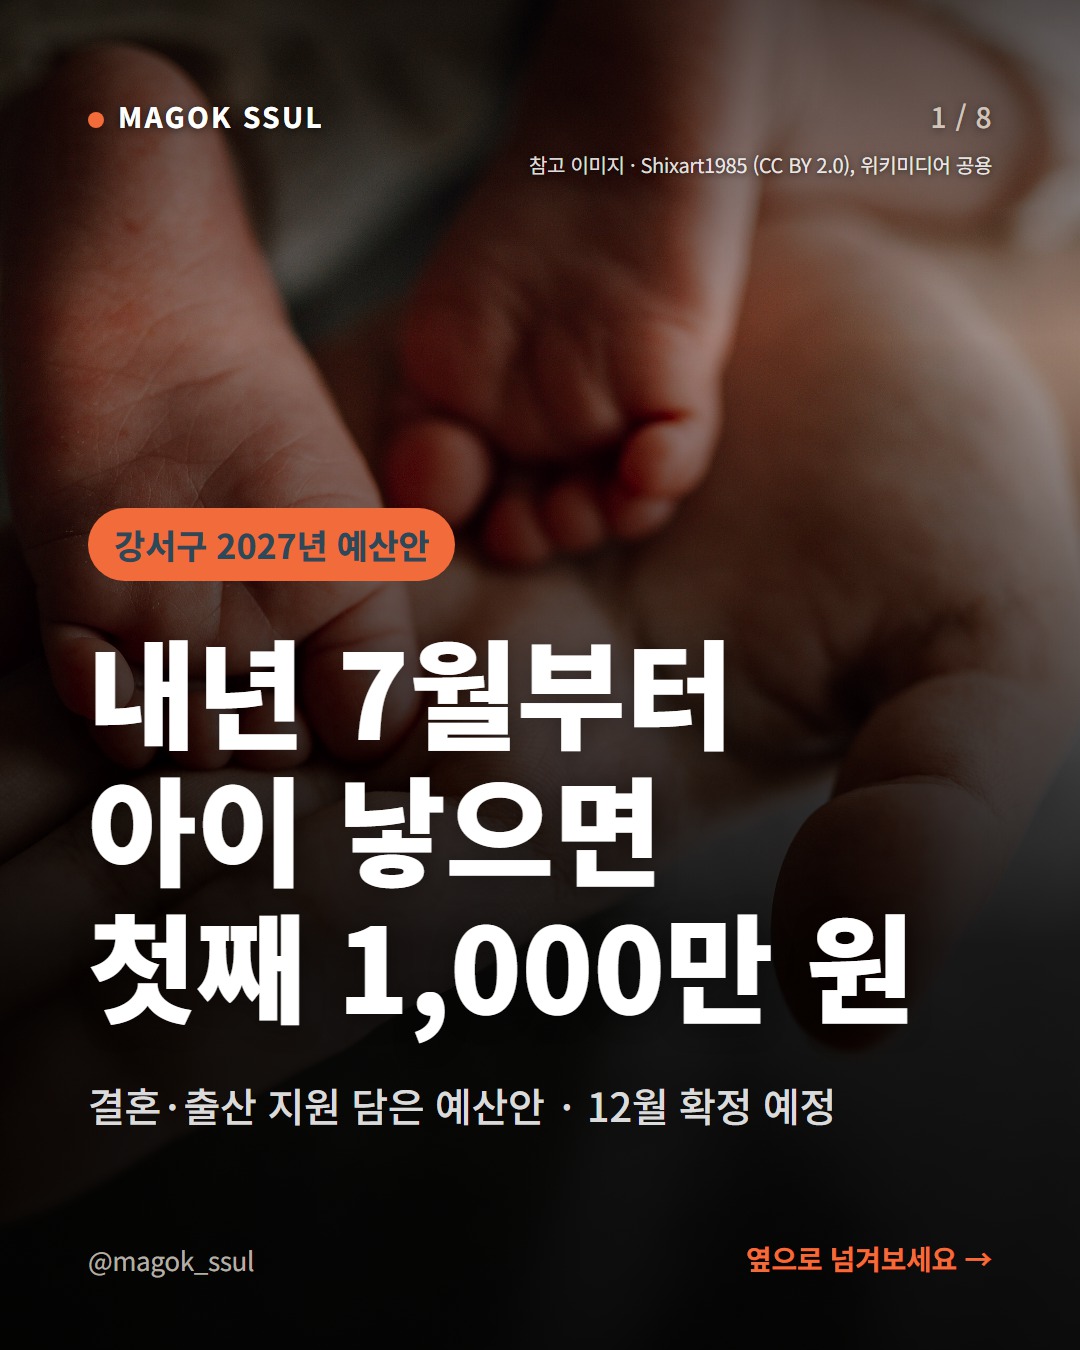 MAGOK SSUL
1 / 8
참고 이미지 · Shixart1985 (CC BY 2.0), 위키미디어 공용
강서구 2027년 예산안
내년 7월부터
아이 낳으면
첫째 1,000만 원
결혼·출산 지원 담은 예산안 · 12월 확정 예정
@magok_ssul
옆으로 넘겨보세요 →